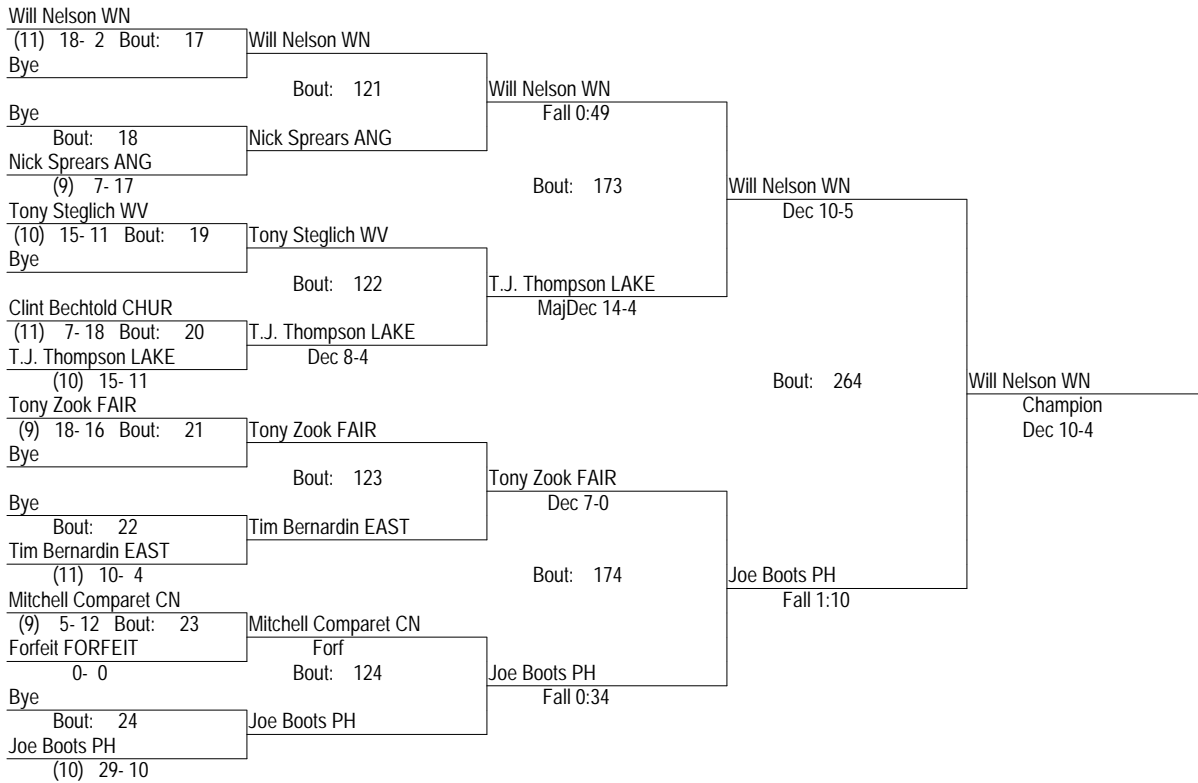 Will Nelson WN
(11) 18- 2 Bout: 17
Bye
Bye
Bout: 18
Nick Sprears ANG
(9) 7- 17
Tony Steglich WV
(10) 15- 11 Bout: 19
Bye
Clint Bechtold CHUR
(11) 7- 18 Bout: 20
T.J. Thompson LAKE
(10) 15- 11
Tony Zook FAIR
(9) 18- 16 Bout: 21
Bye
Bye
Bout: 22
Tim Bernardin EAST
(11) 10- 4
Mitchell Comparet CN
(9) 5- 12 Bout: 23
Forfeit FORFEIT
0- 0
Bye
Bout: 24
Joe Boots PH
(10) 29- 10
Will Nelson WN
Bout: 121
Nick Sprears ANG
Tony Steglich WV
Bout: 122
T.J. Thompson LAKE
Dec 8-4
Tony Zook FAIR
Bout: 123
Tim Bernardin EAST
Mitchell Comparet CN
Forf
Bout: 124
Joe Boots PH
Will Nelson WN
Fall 0:49
Bout: 173
T.J. Thompson LAKE
MajDec 14-4
Tony Zook FAIR
Dec 7-0
Bout: 174
Joe Boots PH
Fall 0:34
Will Nelson WN
Dec 10-5
Bout: 264
Joe Boots PH
Fall 1:10
Will Nelson WN
Champion
Dec 10-4